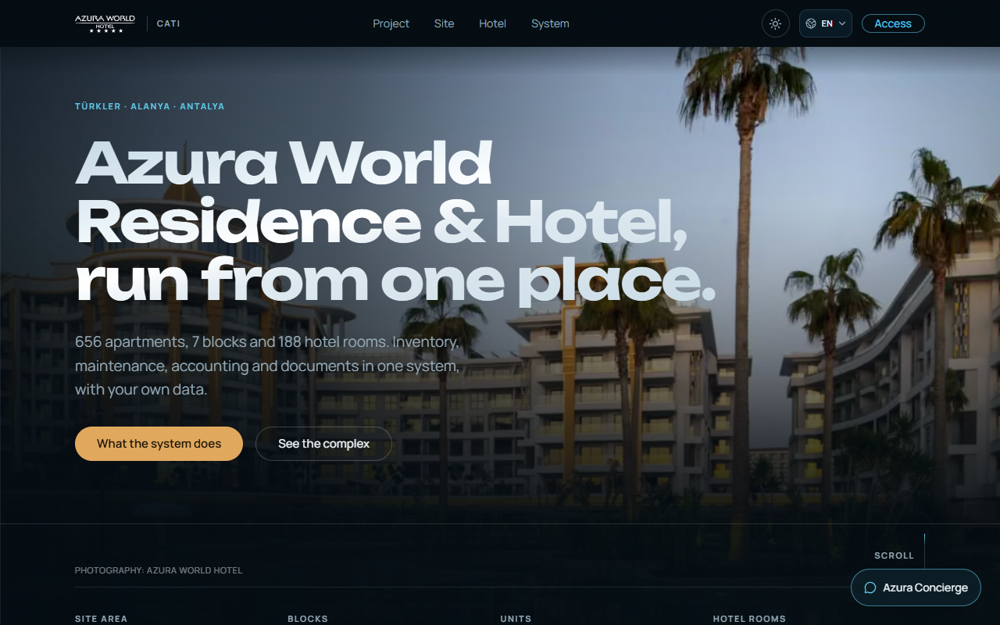 AZURA WORLD
HOTEL
CATI
Project
Site
Hotel
System
EN
Access
TÜRKLER · ALANYA · ANTALYA
Azura World
Residence & Hotel,
run from one place.
656 apartments, 7 blocks and 188 hotel rooms. Inventory,
maintenance, accounting and documents in one system,
with your own data.
What the system does
See the complex
SCROLL
PHOTOGRAPHY: AZURA WORLD HOTEL
Azura Concierge
SITE AREA
BLOCKS
UNITS
HOTEL ROOMS